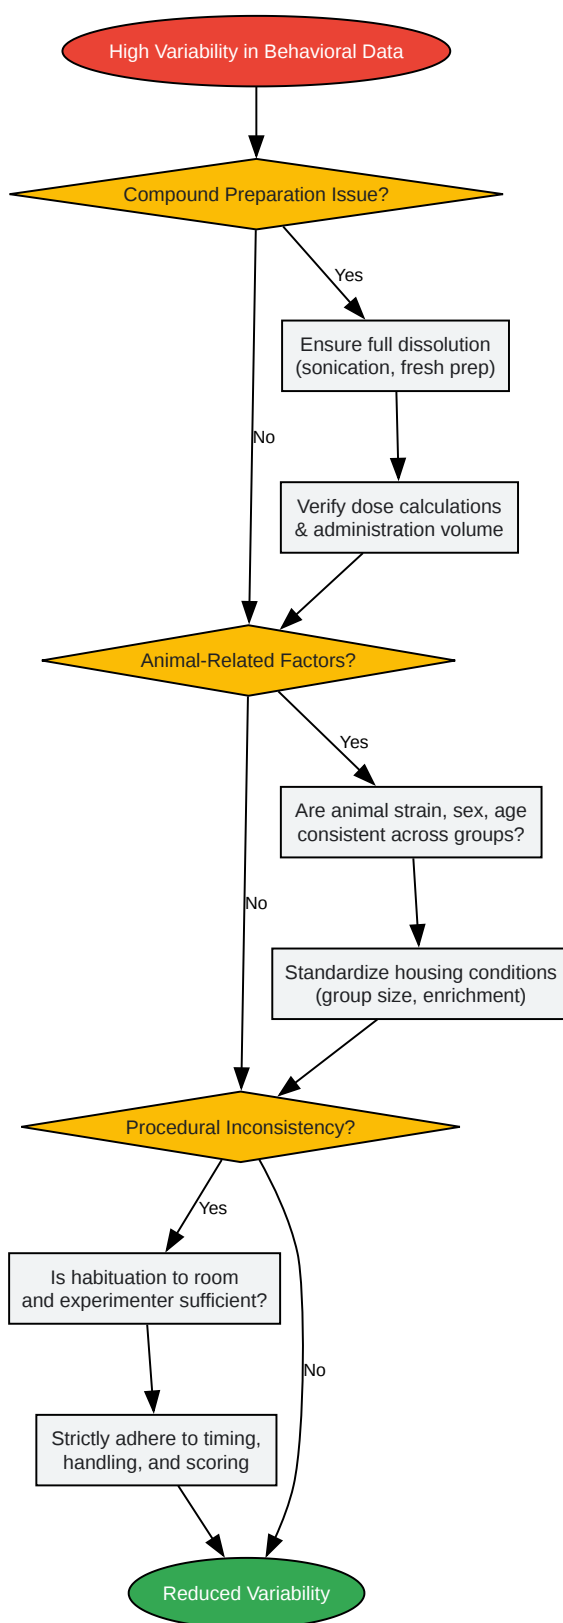 High Variability in Behavioral Data
Compound Preparation Issue?
Yes
Ensure full dissolution
(sonication, fresh prep)
No
Verify dose calculations
& administration volume
Animal-Related Factors?
Yes
Are animal strain, sex, age
consistent across groups?
No
Standardize housing conditions
(group size, enrichment)
Procedural Inconsistency?
Yes
Is habituation to room
and experimenter sufficient?
No
Strictly adhere to timing,
handling, and scoring
Reduced Variability